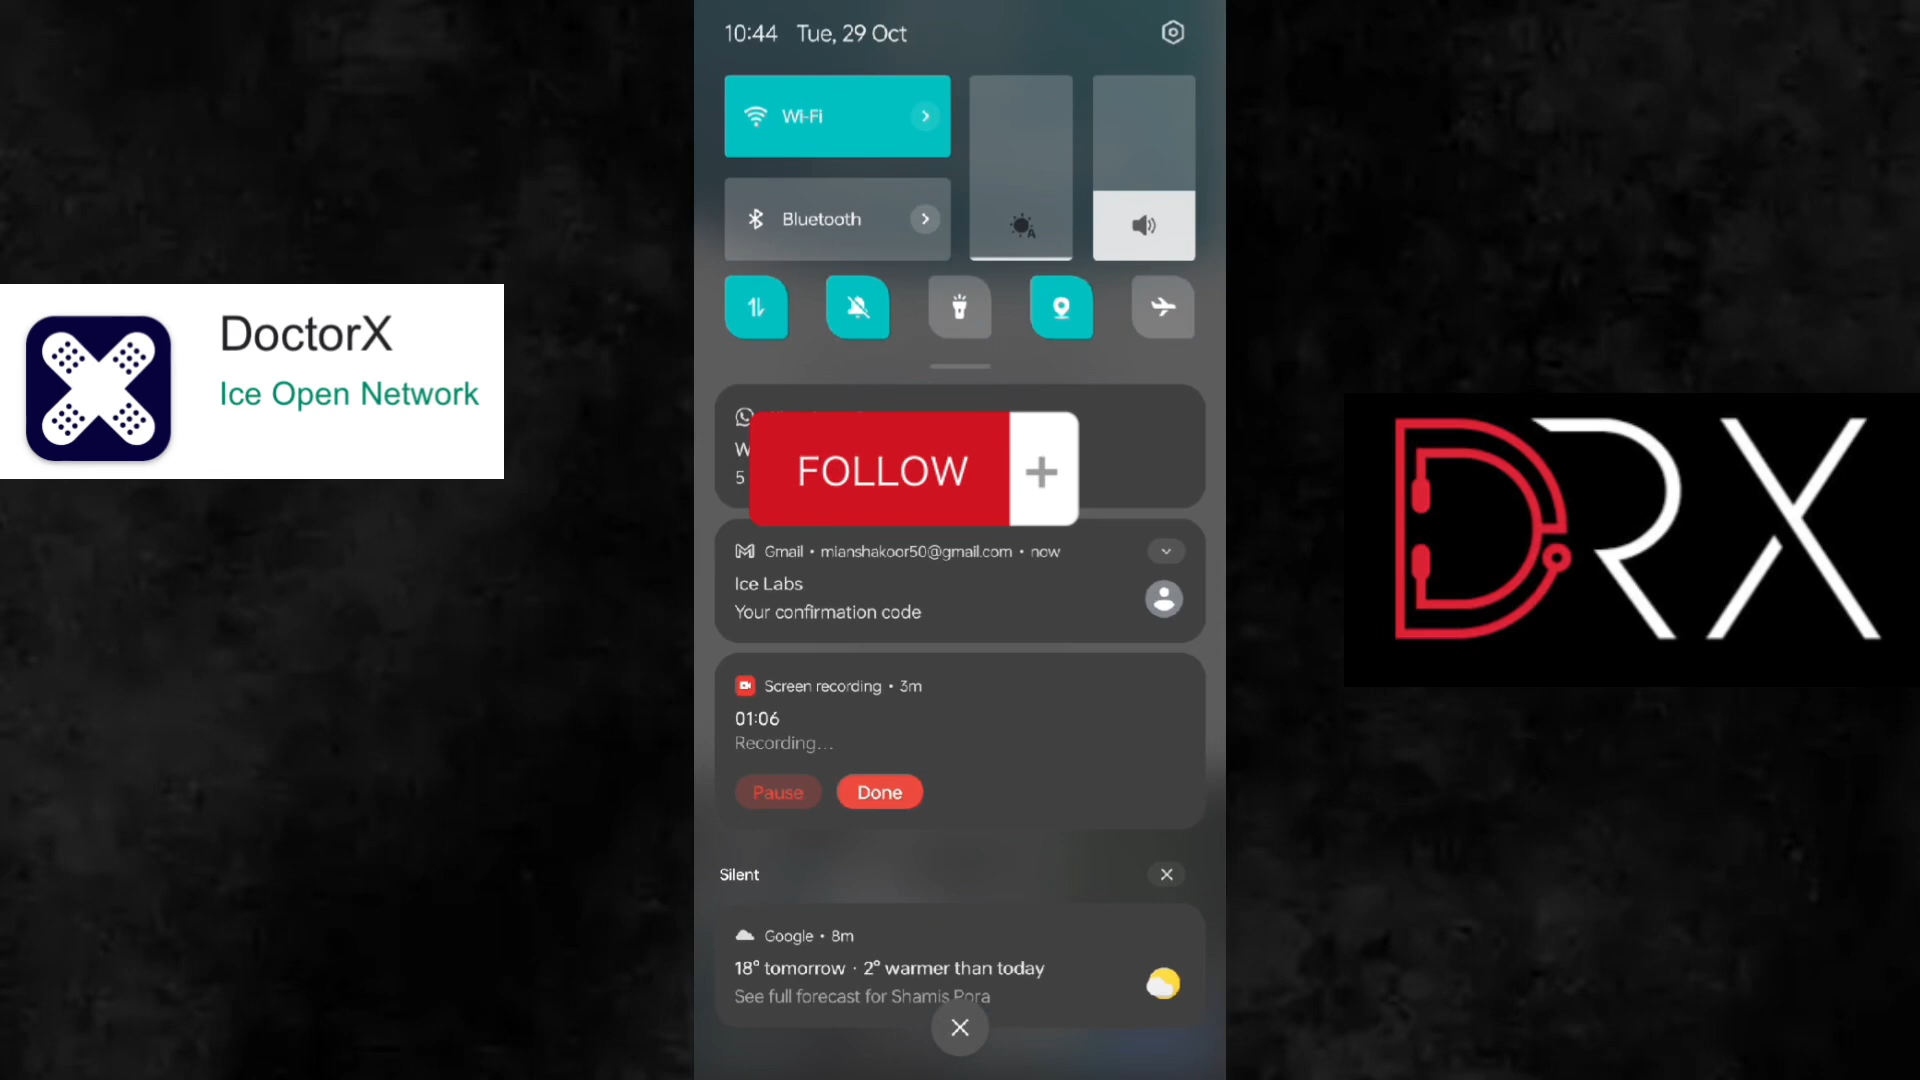 10:44 Tue, 29 Oct
Wi-Fi
Bluetooth
DoctorX
Ice Open Network
W
5
FOLLOW +
DRX
Gmail • mianshakoor50@gmail.com • now
Ice Labs
Your confirmation code
Screen recording • 3m
01:06
Recording...
Pause Done
Silent
Google • 8m
18° tomorrow · 2° warmer than today
See full forecast for Shamis Pora